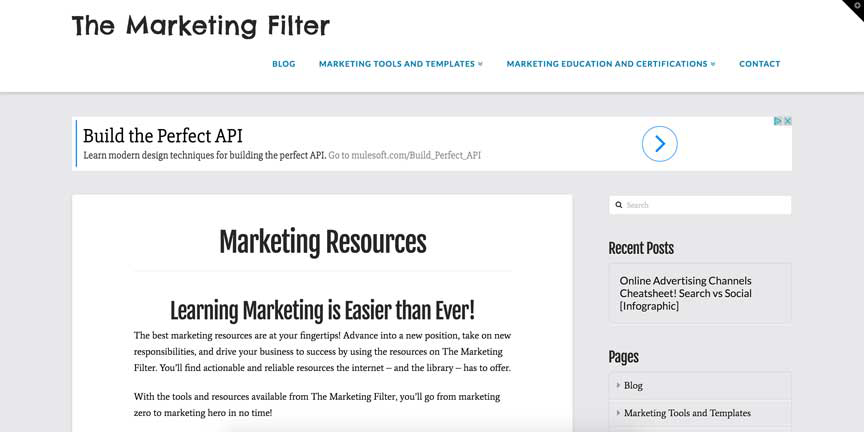 The Marketing Filter
BLOG
MARKETING TOOLS AND TEMPLATES
MARKETING EDUCATION AND CERTIFICATIONS
CONTACT
Build the Perfect API
Learn modern design techniques for building the perfect API. Go to mulesoft.com/Build_Perfect_API
Marketing Resources
Learning Marketing is Easier than Ever!
The best marketing resources are at your fingertips! Advance into a new position, take on new
responsibilities, and drive your business to success by using the resources on The Marketing
Filter. You'll find actionable and reliable resources the internet – and the library – has to offer.
With the tools and resources available from The Marketing Filter, you'll go from marketing
zero to marketing hero in no time!
Search
Recent Posts
Online Advertising Channels
Cheatsheet! Search vs Social
[Infographic]
Pages
Blog
Marketing Tools and Templates